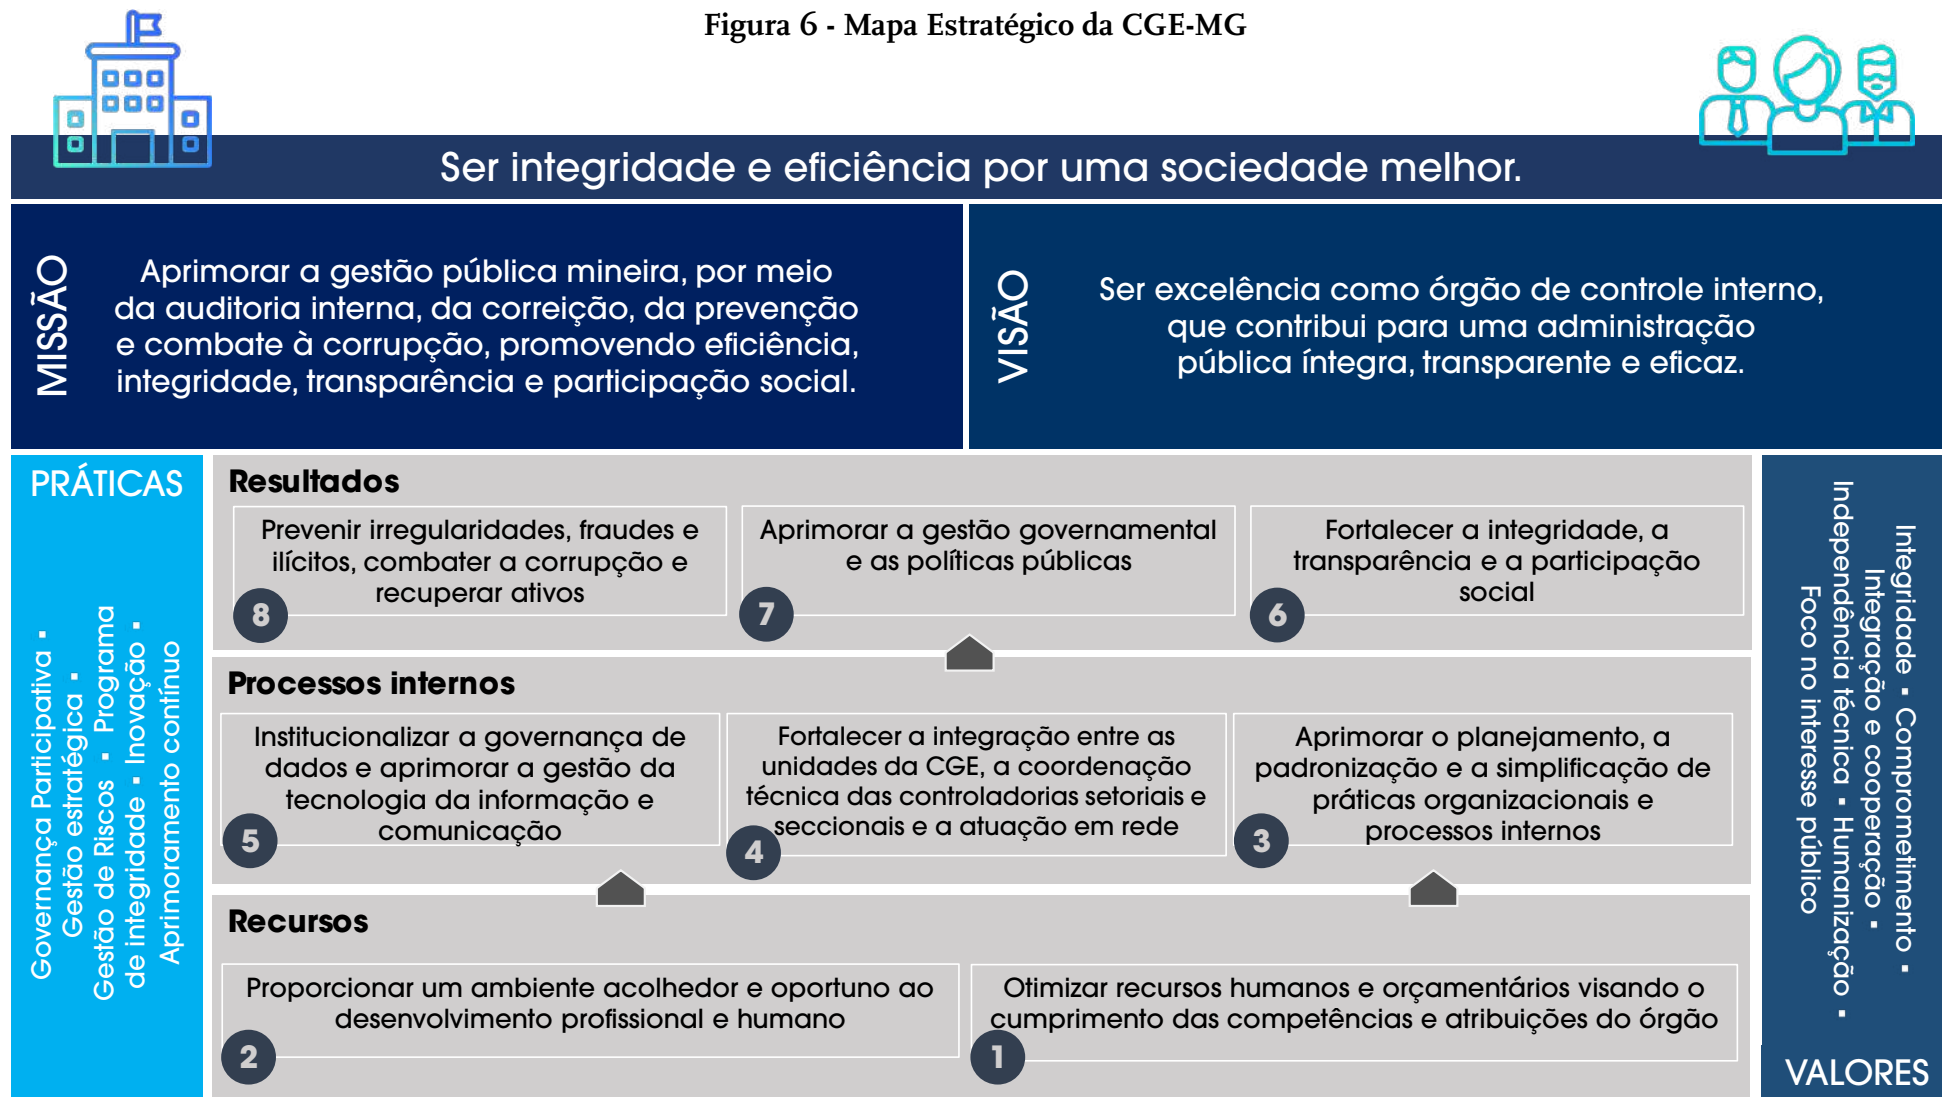 Figura 6 - Mapa Estratégico da CGE-MG
Ser integridade e eficiência por uma sociedade melhor.
MISSÃO
Aprimorar a gestão pública mineira, por meio
da auditoria interna, da correição, da prevenção
e combate à corrupção, promovendo eficiência,
integridade, transparência e participação social.
VISÃO
Ser excelência como órgão de controle interno,
que contribui para uma administração
pública íntegra, transparente e eficaz.
PRÁTICAS
Governança Participativa ▪
Gestão estratégica ▪
Gestão de Riscos ▪ Programa
de integridade ▪ Inovação ▪
Aprimoramento contínuo
Resultados
Prevenir irregularidades, fraudes e
ilícitos, combater a corrupção e
recuperar ativos
8
Aprimorar a gestão governamental
e as políticas públicas
7
Fortalecer a integridade, a
transparência e a participação
social
6
Processos internos
Institucionalizar a governança de
dados e aprimorar a gestão da
tecnologia da informação e
comunicação
5
Fortalecer a integração entre as
unidades da CGE, a coordenação
técnica das controladorias setoriais e
seccionais e a atuação em rede
4
Aprimorar o planejamento, a
padronização e a simplificação de
práticas organizacionais e
processos internos
3
Recursos
Proporcionar um ambiente acolhedor e oportuno ao
desenvolvimento profissional e humano
2
Otimizar recursos humanos e orçamentários visando o
cumprimento das competências e atribuições do órgão
1
Integridade ▪ Comprometimento ▪
Integração e cooperação ▪
Independência técnica ▪ Humanização ▪
Foco no interesse público
VALORES